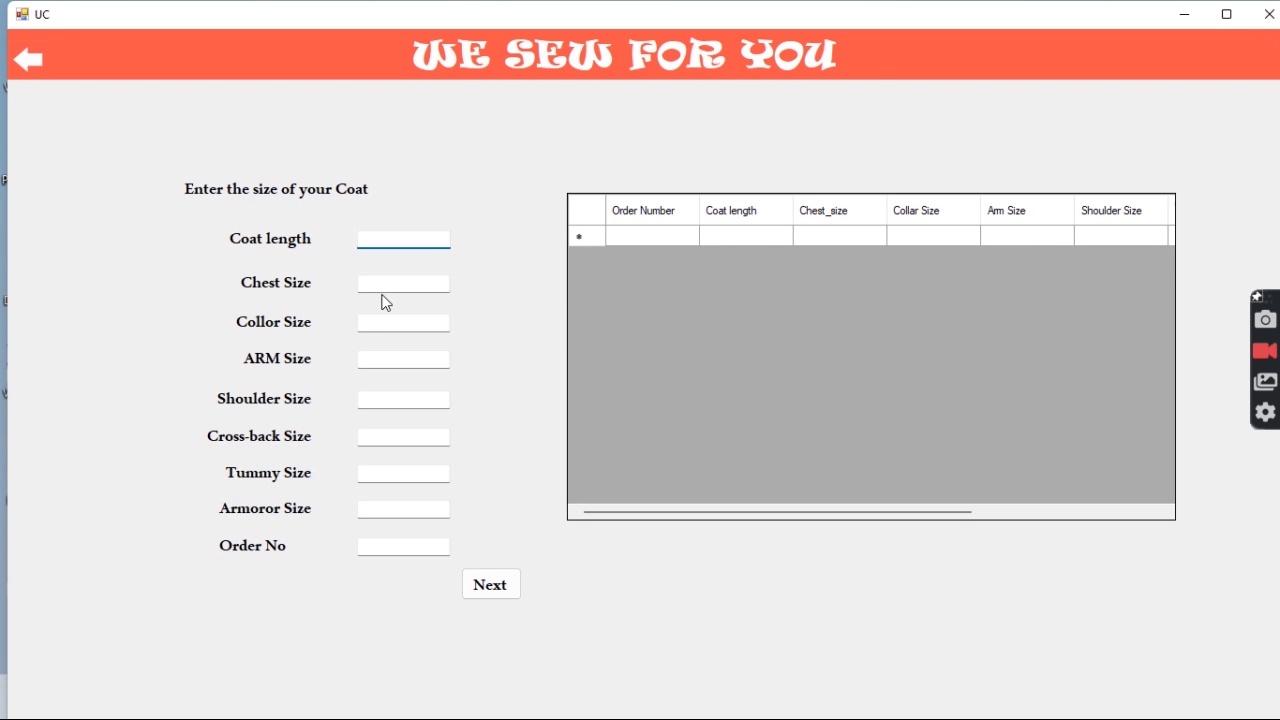 UC
WE SEW FOR YOU
Enter the size of your Coat
Coat length
Chest Size
Collor Size
ARM Size
Shoulder Size
Cross-back Size
Tummy Size
Armoror Size
Order No
Next
Order Number Coat length Chest_size Collar Size Arm Size Shoulder Size
*